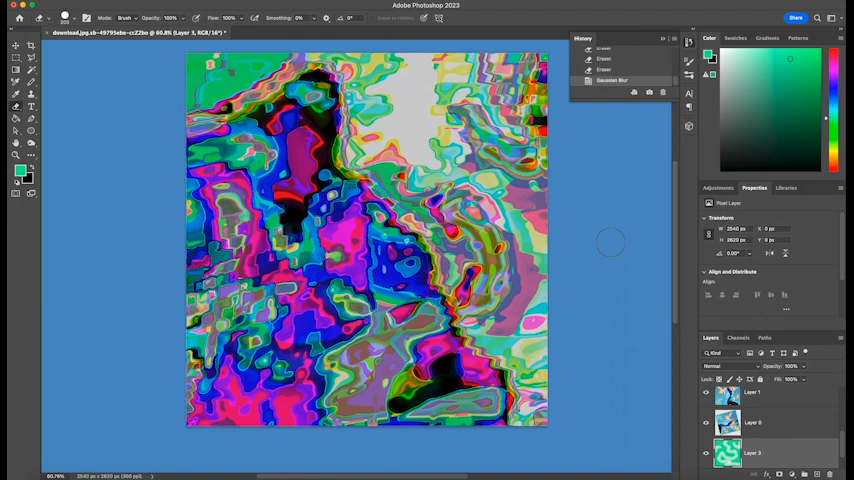 Adobe Photoshop 2023
200
Mode: Brush
Opacity: 100%
Flow: 100%
Smoothing: 0%
0°
Erase to History
Share
download.jpg.sb-49795ebe-ccZ2bo @ 60.8% (Layer 3, RGB/16*) *
History
Eraser
Eraser
Eraser
Gaussian Blur
Color
Swatches
Gradients
Patterns
Adjustments
Properties
Libraries
Pixel Layer
Transform
W 2640 px
X 0 px
H 2820 px
Y 0 px
0.00°
Align and Distribute
Align:
Layers
Channels
Paths
Kind
Normal
Opacity: 100%
Lock:
Fill: 100%
Layer 1
Layer 0
Layer 3
60.76%
2640 px x 2820 px (300 ppi)